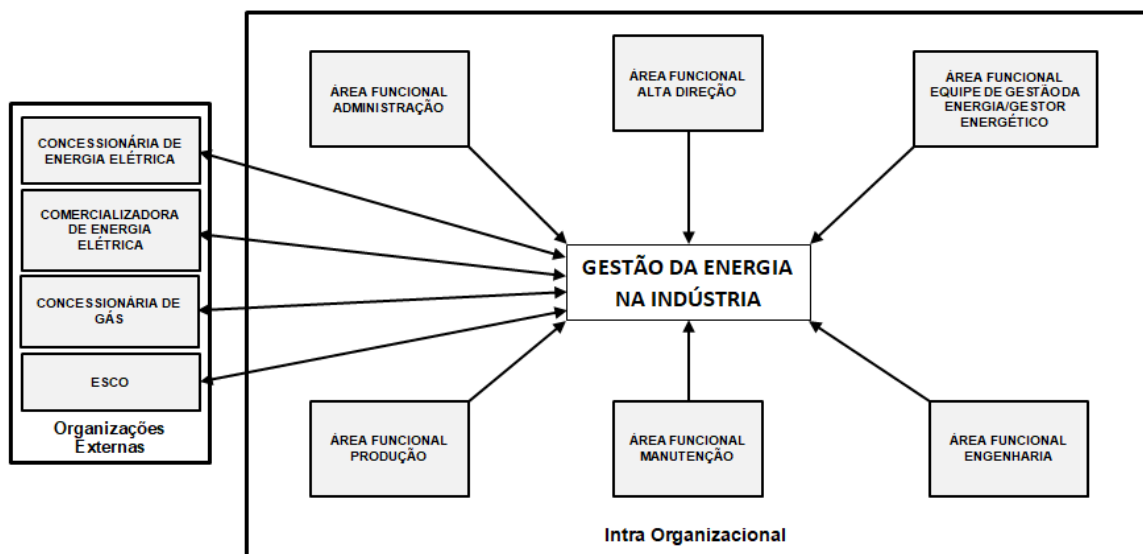 ÁREA FUNCIONAL
ADMINISTRAÇÃO
ÁREA FUNCIONAL
ALTA DIREÇÃO
ÁREA FUNCIONAL
EQUIPE DE GESTÃO DA
ENERGIA/GESTOR
ENERGÉTICO
CONCESSIONÁRIA DE
ENERGIA ELÉTRICA
COMERCIALIZADORA
DE ENERGIA
ELÉTRICA
CONCESSIONÁRIA DE
GÁS
ESCO
Organizações
Externas
GESTÃO DA ENERGIA
NA INDÚSTRIA
ÁREA FUNCIONAL
PRODUÇÃO
ÁREA FUNCIONAL
MANUTENÇÃO
ÁREA FUNCIONAL
ENGENHARIA
Intra Organizacional